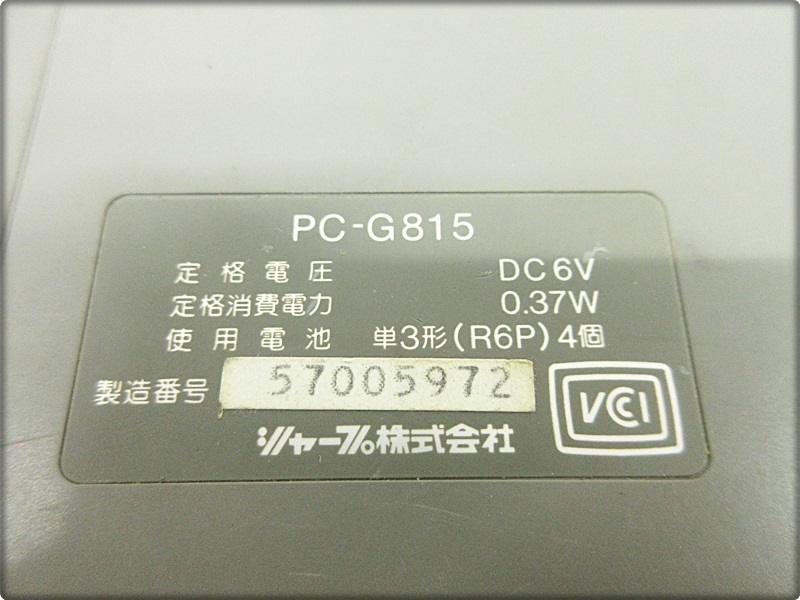 PC-G815
定格電圧 DC6V
定格消費電力 0.37W
使用電池 単3形(R6P)4個
製造番号 57005972
シャープ株式会社
VCCI